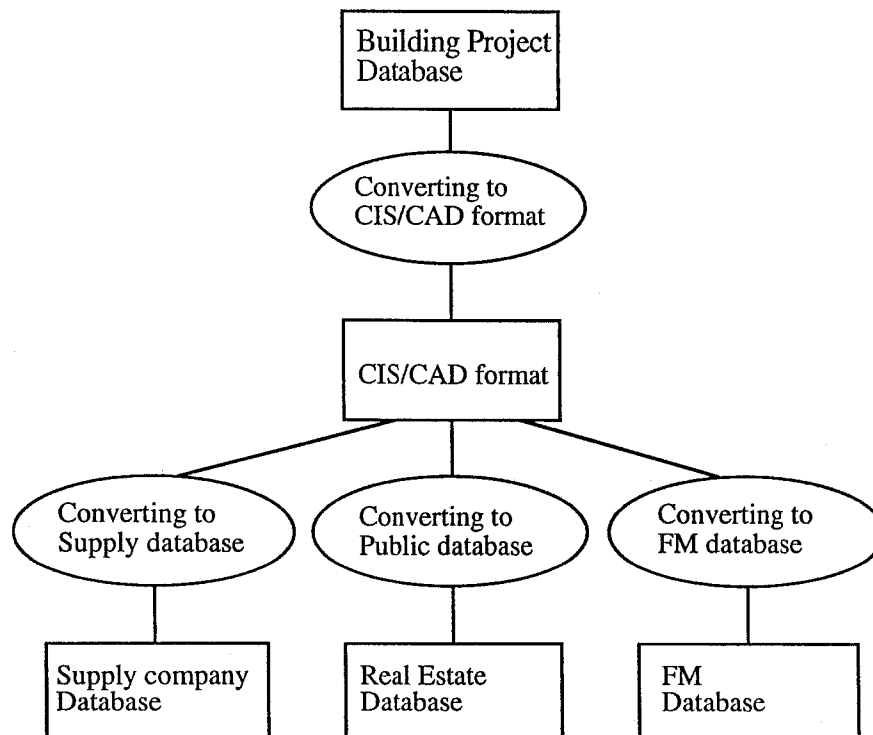 Building Project
Database
Converting to
CIS/CAD format
CIS/CAD format
Converting to
Supply database
Converting to
Public database
Converting to
FM database
Supply company
Database
Real Estate
Database
FM
Database